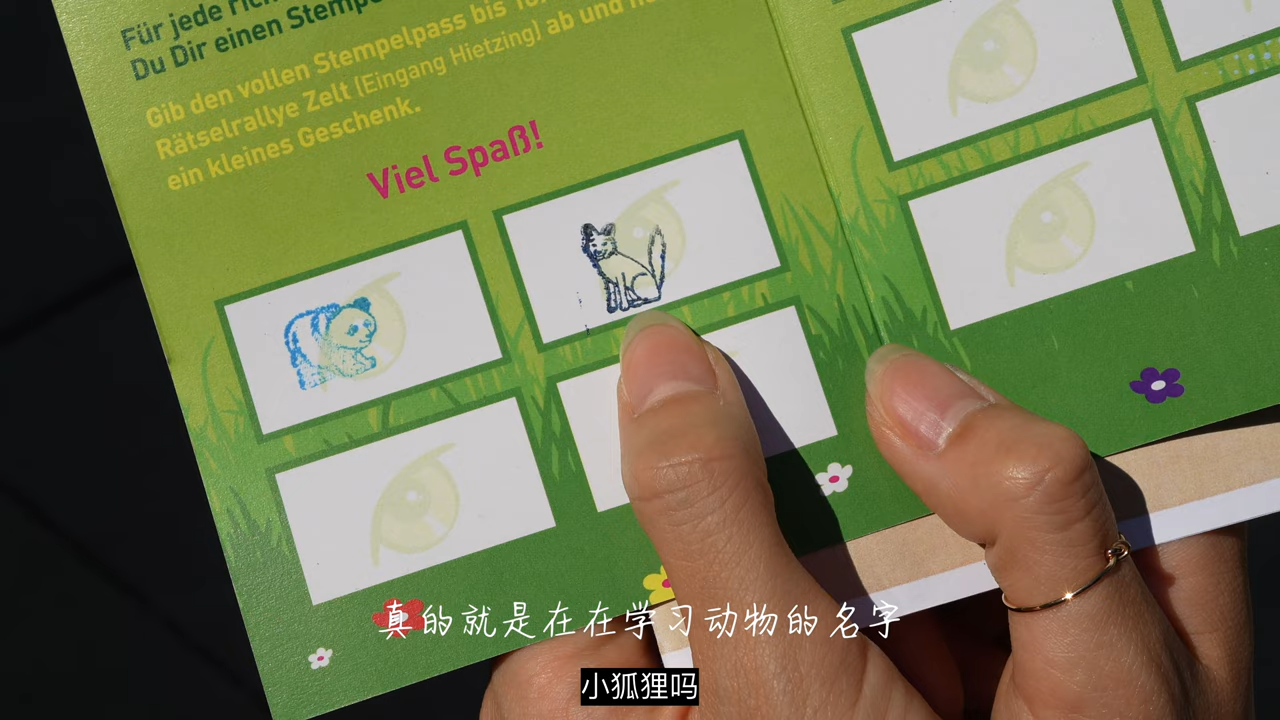 Für jede
Du Dir einen
Gib den vollen Stempelpass bis
Rätselrallye Zelt (Eingang Hietzing) ab und
ein kleines Geschenk.
Viel Spaß!
真的就是在在学习动物的名字
小狐狸吗